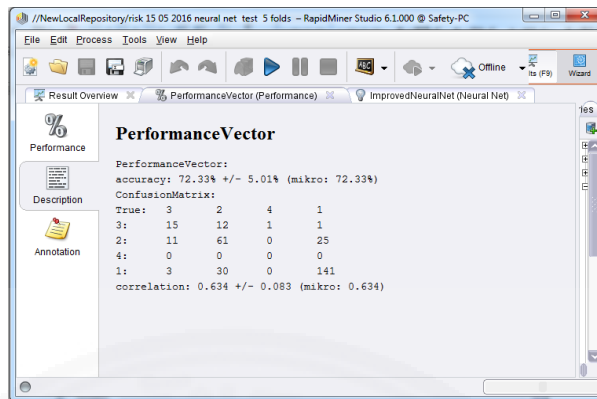 //NewLocalRepository/risk 15 05 2016 neural net test 5 folds – RapidMiner Studio 6.1.000 @ Safety-PC
File Edit Process Tools View Help
ABC Offline lts (F9) Wizard
Result Overview PerformanceVector (Performance) ImprovedNeuralNet (Neural Net)
ies
Performance
Description
Annotation
PerformanceVector
PerformanceVector:
accuracy: 72.33% +/- 5.01% (mikro: 72.33%)
ConfusionMatrix:
True: 3 2 4 1
3: 15 12 1 1
2: 11 61 0 25
4: 0 0 0 0
1: 3 30 0 141
correlation: 0.634 +/- 0.083 (mikro: 0.634)